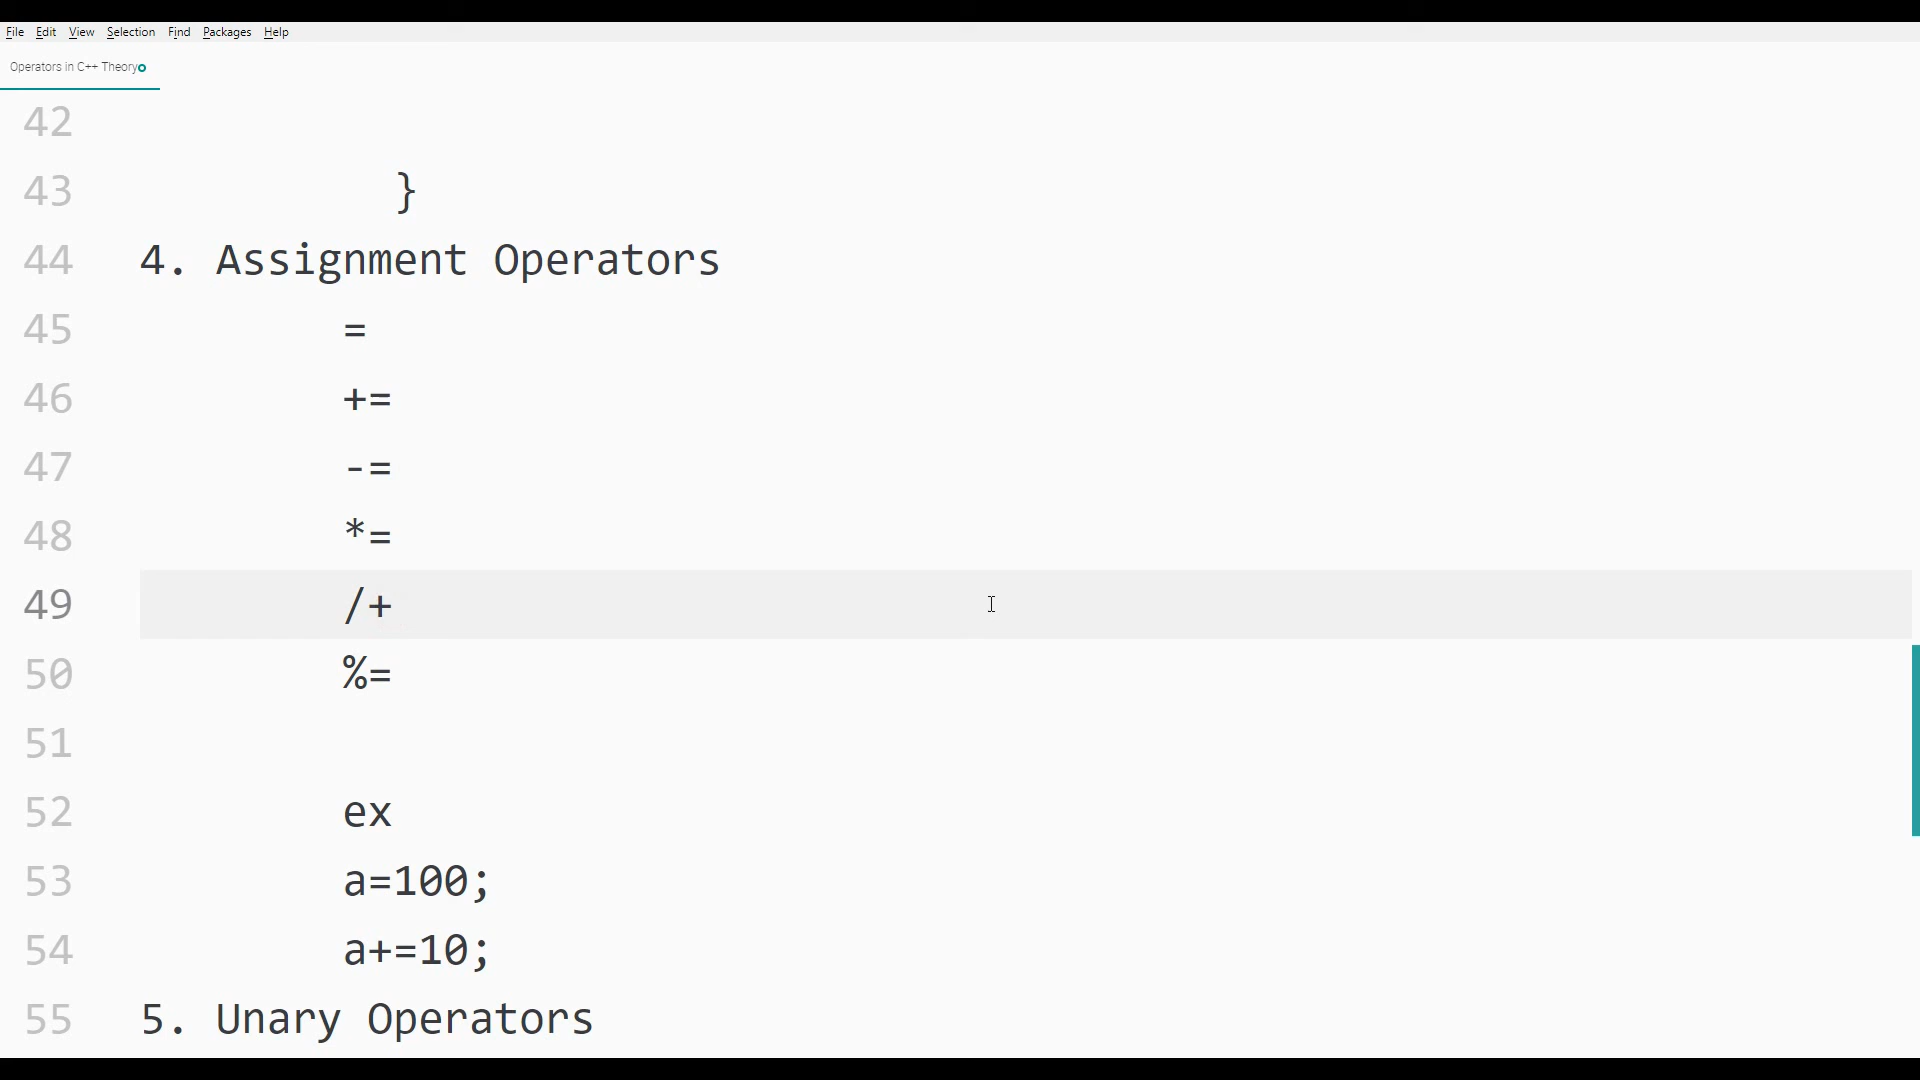 File Edit View Selection Find Packages Help
Operators in C++ Theory
42
43 }
44 4. Assignment Operators
45 =
46 +=
47 -=
48 *=
49 /+
50 %=
51
52 ex
53 a=100;
54 a+=10;
55 5. Unary Operators